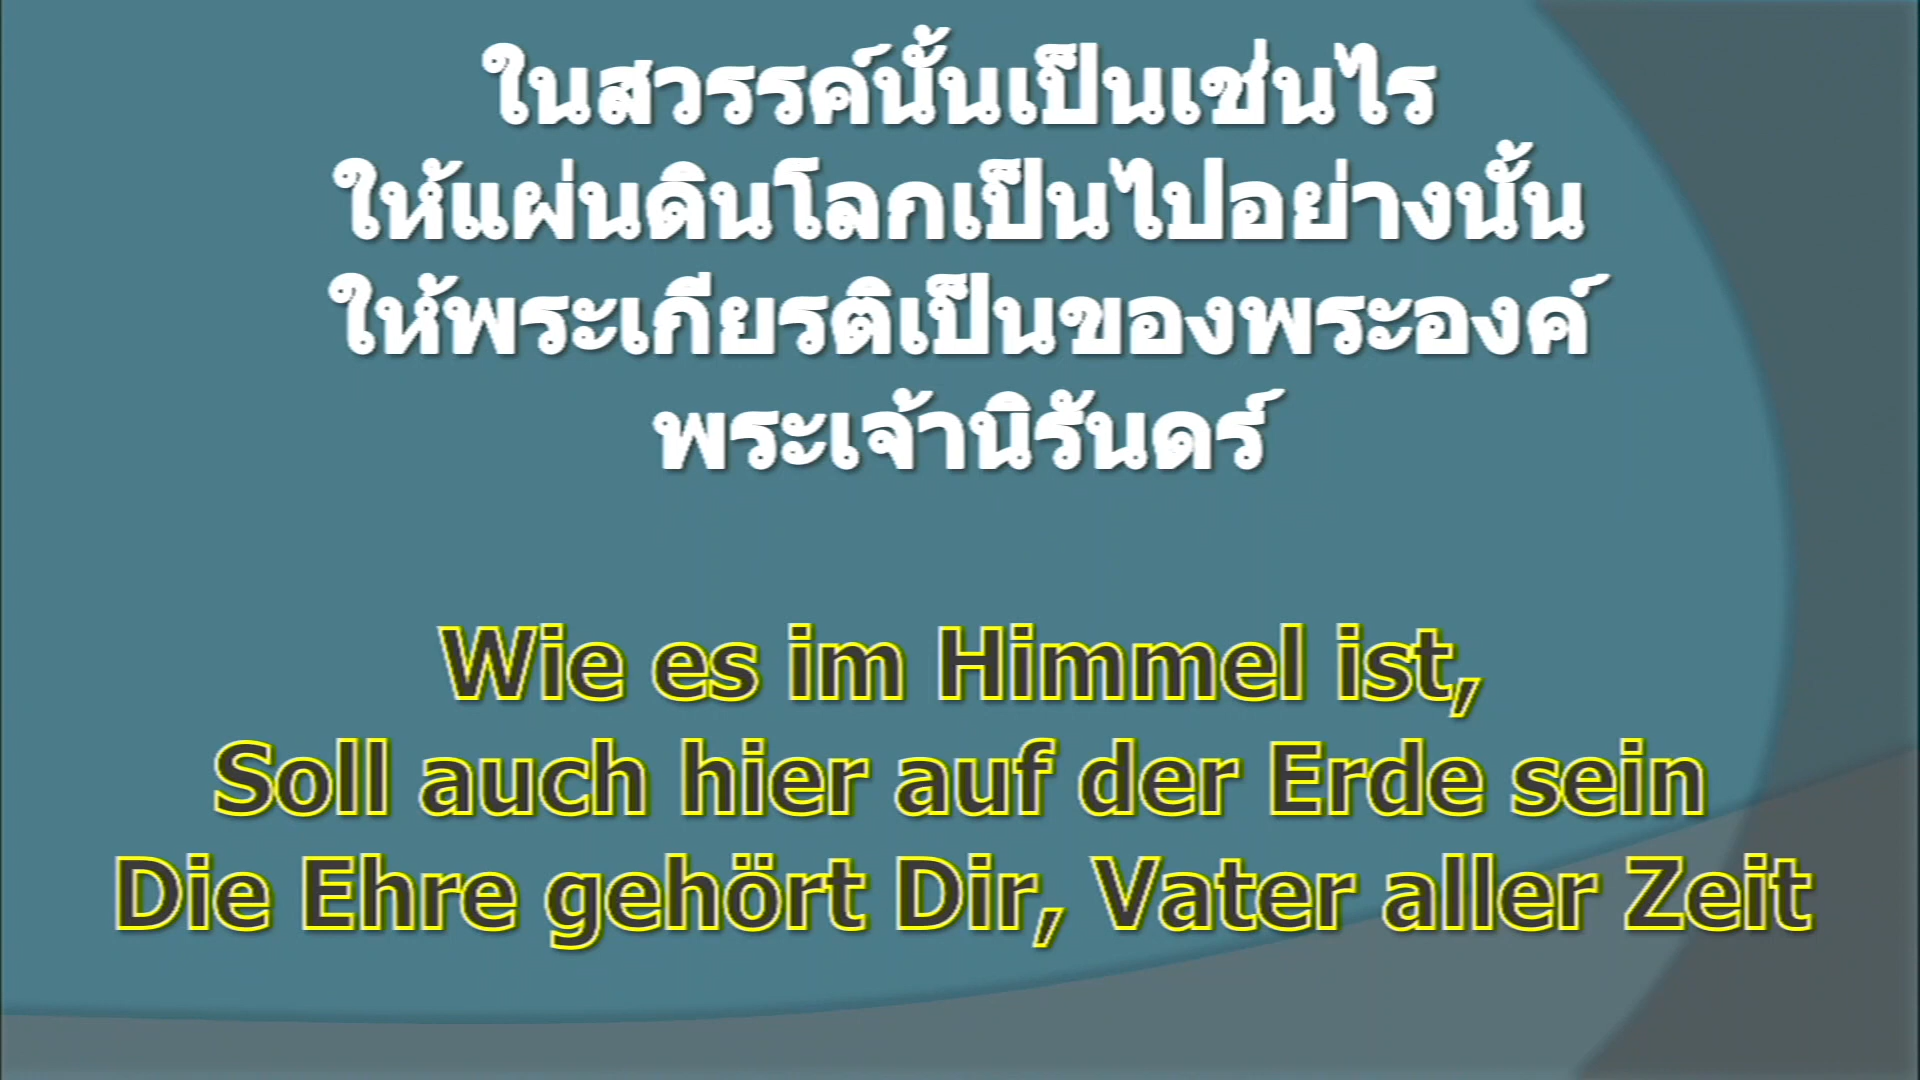 ในสวรรค์นั้นเป็นเช่นไร
ให้แผ่นดินโลกเป็นไปอย่างนั้น
ให้พระเกียรติเป็นของพระองค์
พระเจ้านิรันดร์
Wie es im Himmel ist,
Soll auch hier auf der Erde sein
Die Ehre gehört Dir, Vater aller Zeit